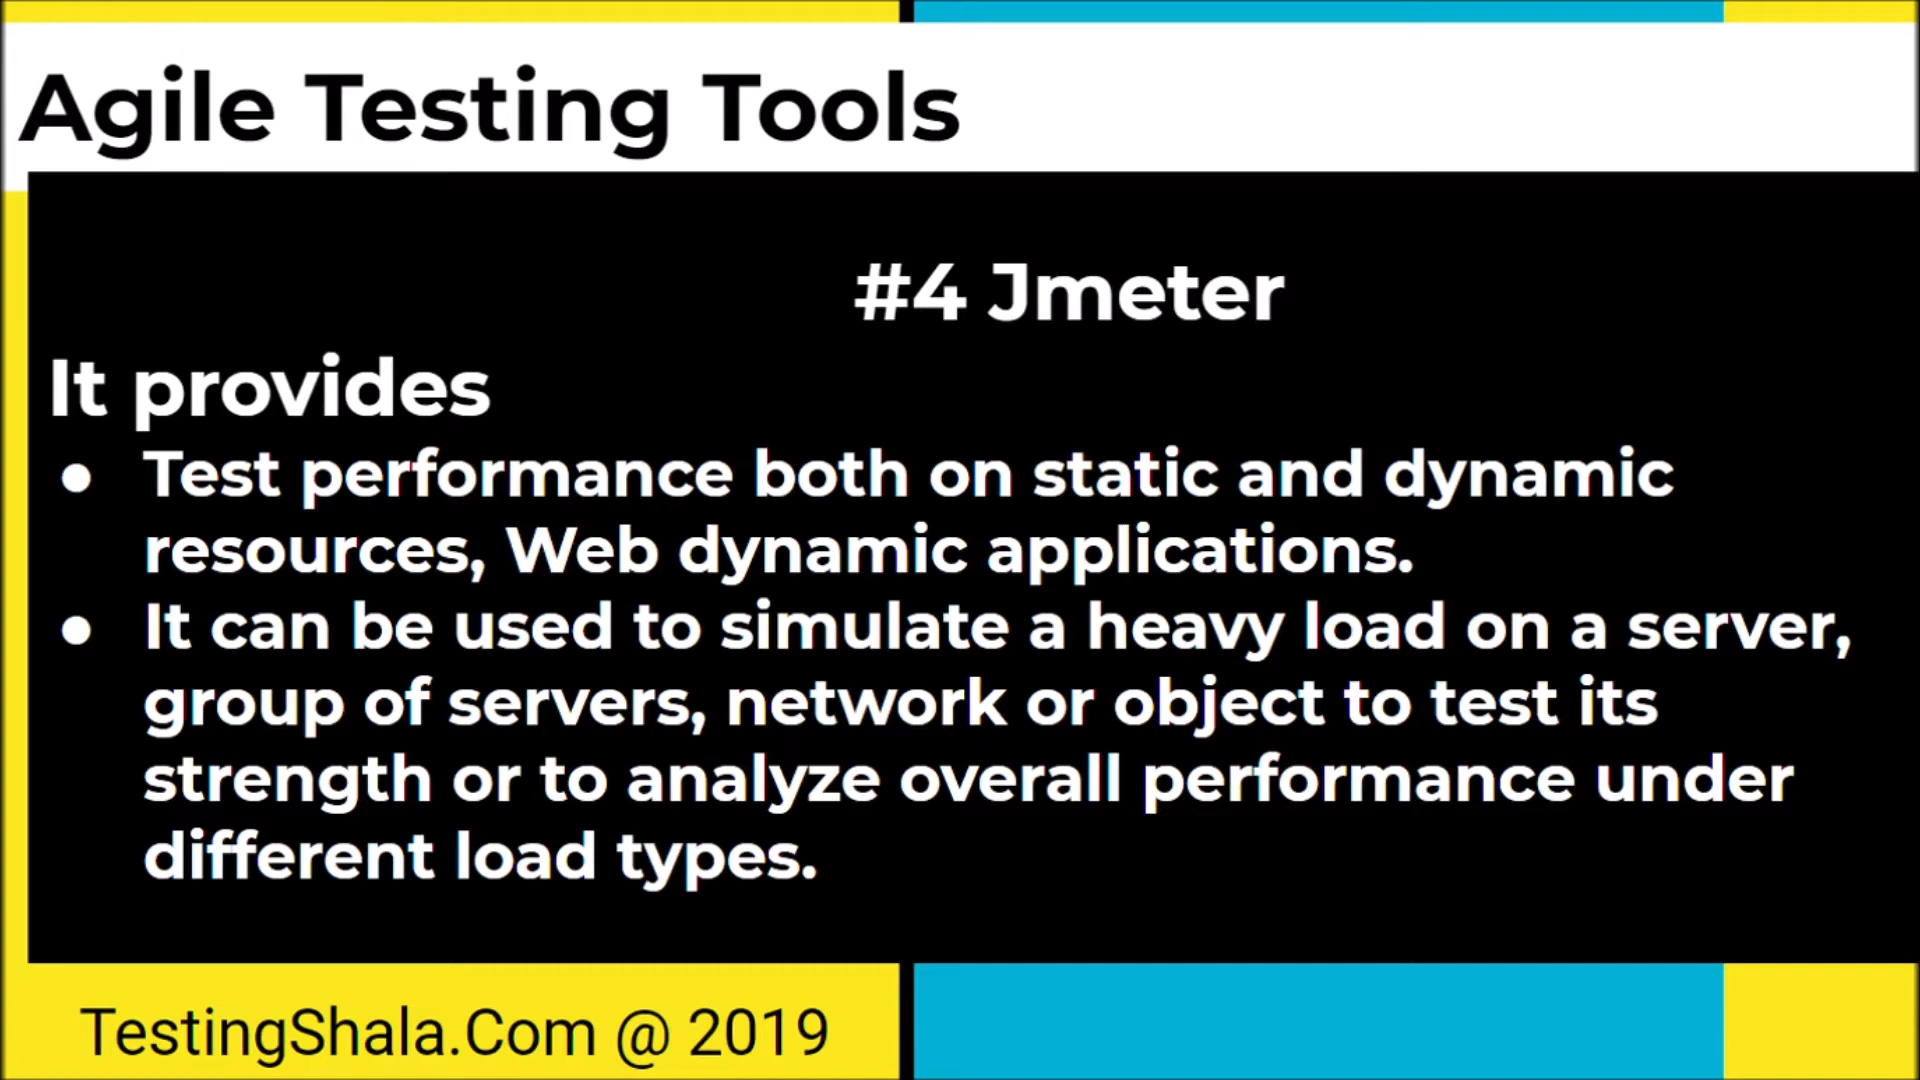 Agile Testing Tools
#4 Jmeter
It provides
● Test performance both on static and dynamic
resources, Web dynamic applications.
● It can be used to simulate a heavy load on a server,
group of servers, network or object to test its
strength or to analyze overall performance under
different load types.
TestingShala.Com @ 2019